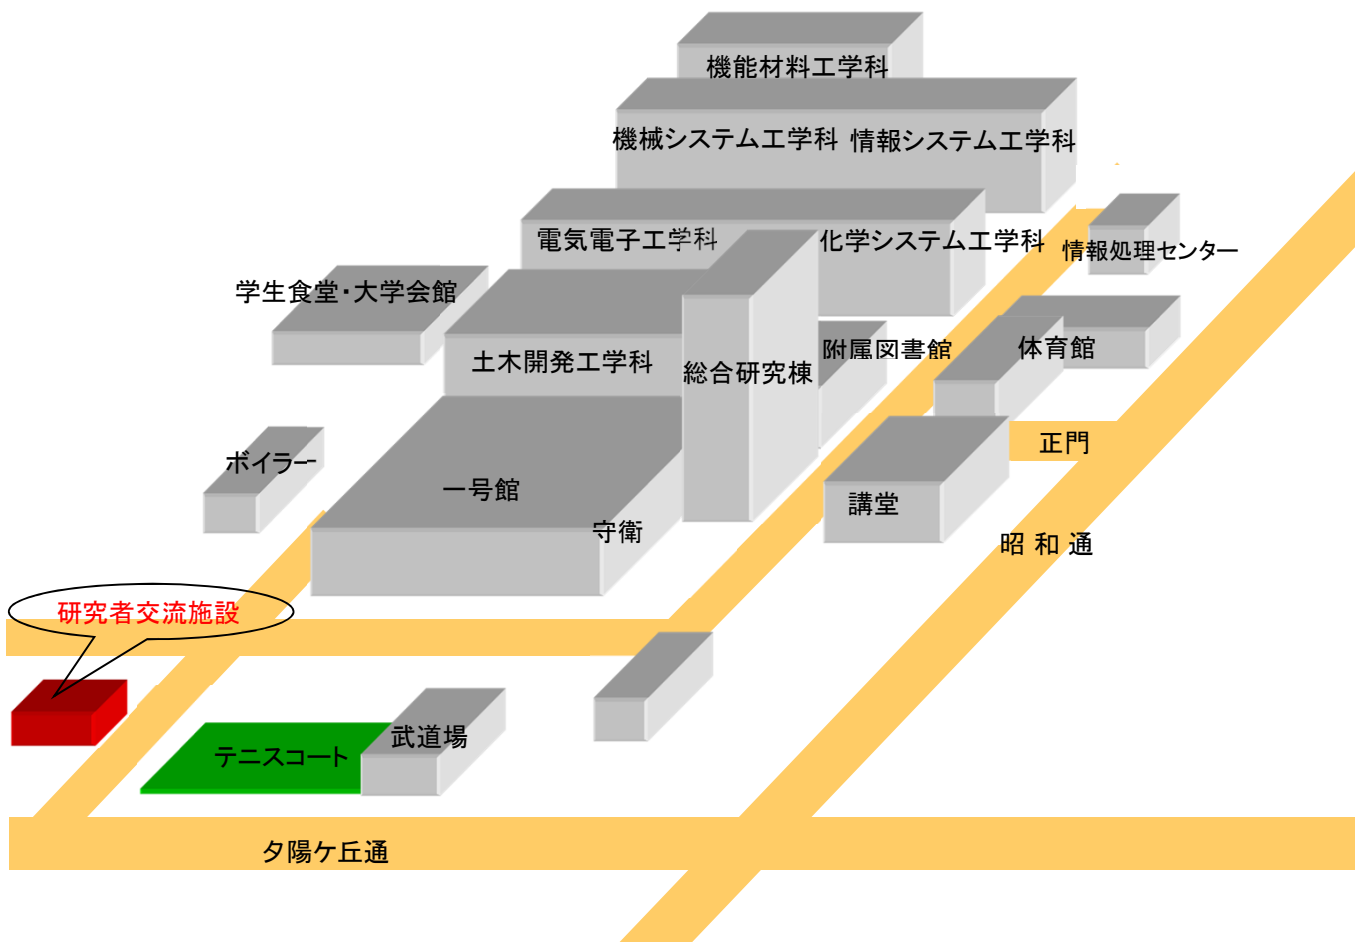 機能材料工学科
機械システム工学科 情報システム工学科
電気電子工学科
化学システム工学科
情報処理センター
学生食堂・大学会館
土木開発工学科
総合研究棟
附属図書館
体育館
正門
ボイラー
一号館
守衛
講堂
昭和通
研究者交流施設
テニスコート
武道場
夕陽ケ丘通